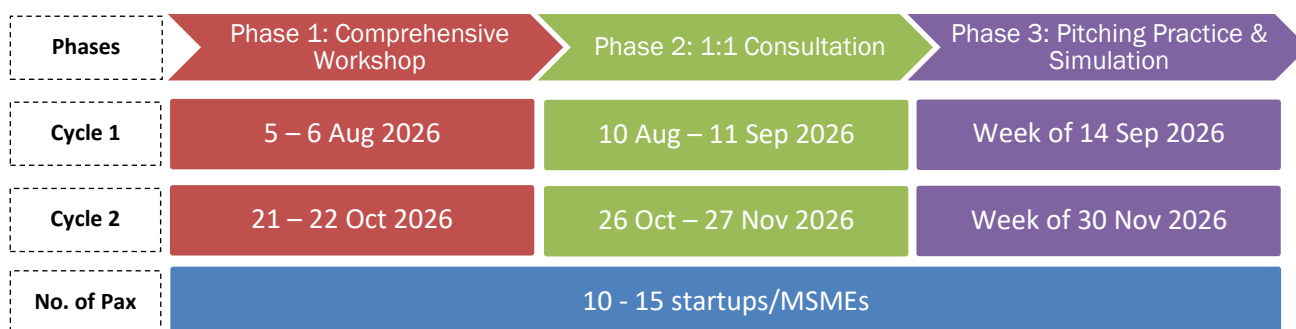 Phases
Phase 1: Comprehensive
Workshop
Phase 2: 1:1 Consultation
Phase 3: Pitching Practice &
Simulation
Cycle 1
5 – 6 Aug 2026
10 Aug – 11 Sep 2026
Week of 14 Sep 2026
Cycle 2
21 – 22 Oct 2026
26 Oct – 27 Nov 2026
Week of 30 Nov 2026
No. of Pax
10 - 15 startups/MSMEs